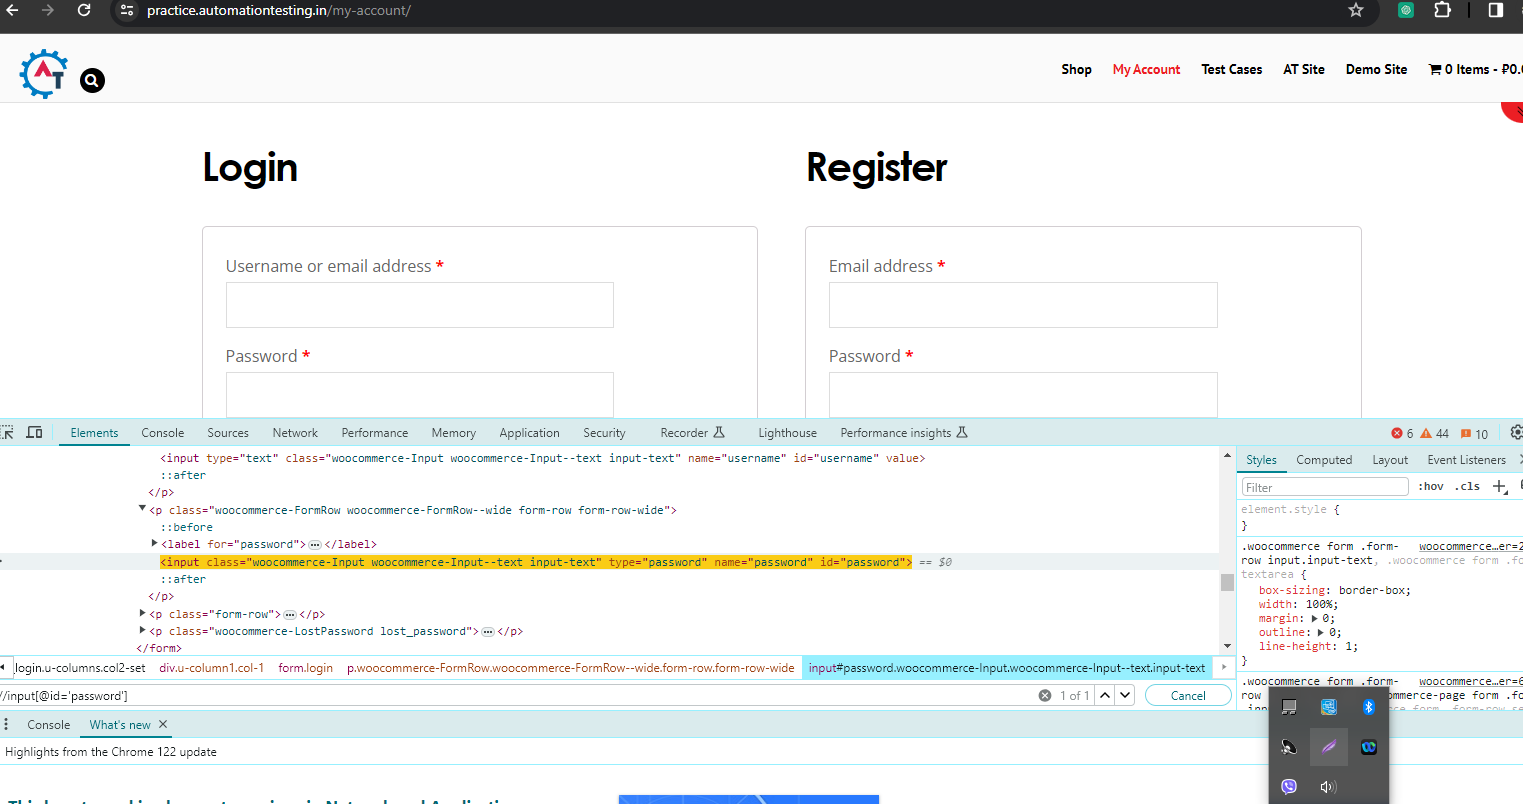 practice.automationtesting.in/my-account/
AT
Shop My Account Test Cases AT Site Demo Site 0 Items - ₽0.
Login Register
Username or email address * Email address *
Password * Password *
Elements Console Sources Network Performance Memory Application Security Recorder Lighthouse Performance insights 6 44 10
<input type="text" class="woocommerce-Input woocommerce-Input--text input-text" name="username" id="username" value>
::after
</p>
<p class="woocommerce-FormRow woocommerce-FormRow--wide form-row form-row-wide">
::before
<label for="password">…</label>
<input class="woocommerce-Input woocommerce-Input--text input-text" type="password" name="password" id="password"> == $0
::after
</p>
<p class="form-row">…</p>
<p class="woocommerce-LostPassword lost_password">…</p>
</form>
login.u-columns.col2-set div.u-column1.col-1 form.login p.woocommerce-FormRow.woocommerce-FormRow--wide.form-row.form-row-wide input#password.woocommerce-Input.woocommerce-Input--text.input-text
//input[@id='password'] 1 of 1 Cancel
Styles Computed Layout Event Listeners
Filter :hov .cls
element.style {
}
.woocommerce form .form- woocommerce…er=2
row input.input-text, .woocommerce form .fo
textarea {
box-sizing: border-box;
width: 100%;
margin: 0;
outline: 0;
line-height: 1;
}
.woocommerce form .form- woocommerce…er=6
row mmerce-page form .fo
Console What's new
Highlights from the Chrome 122 update